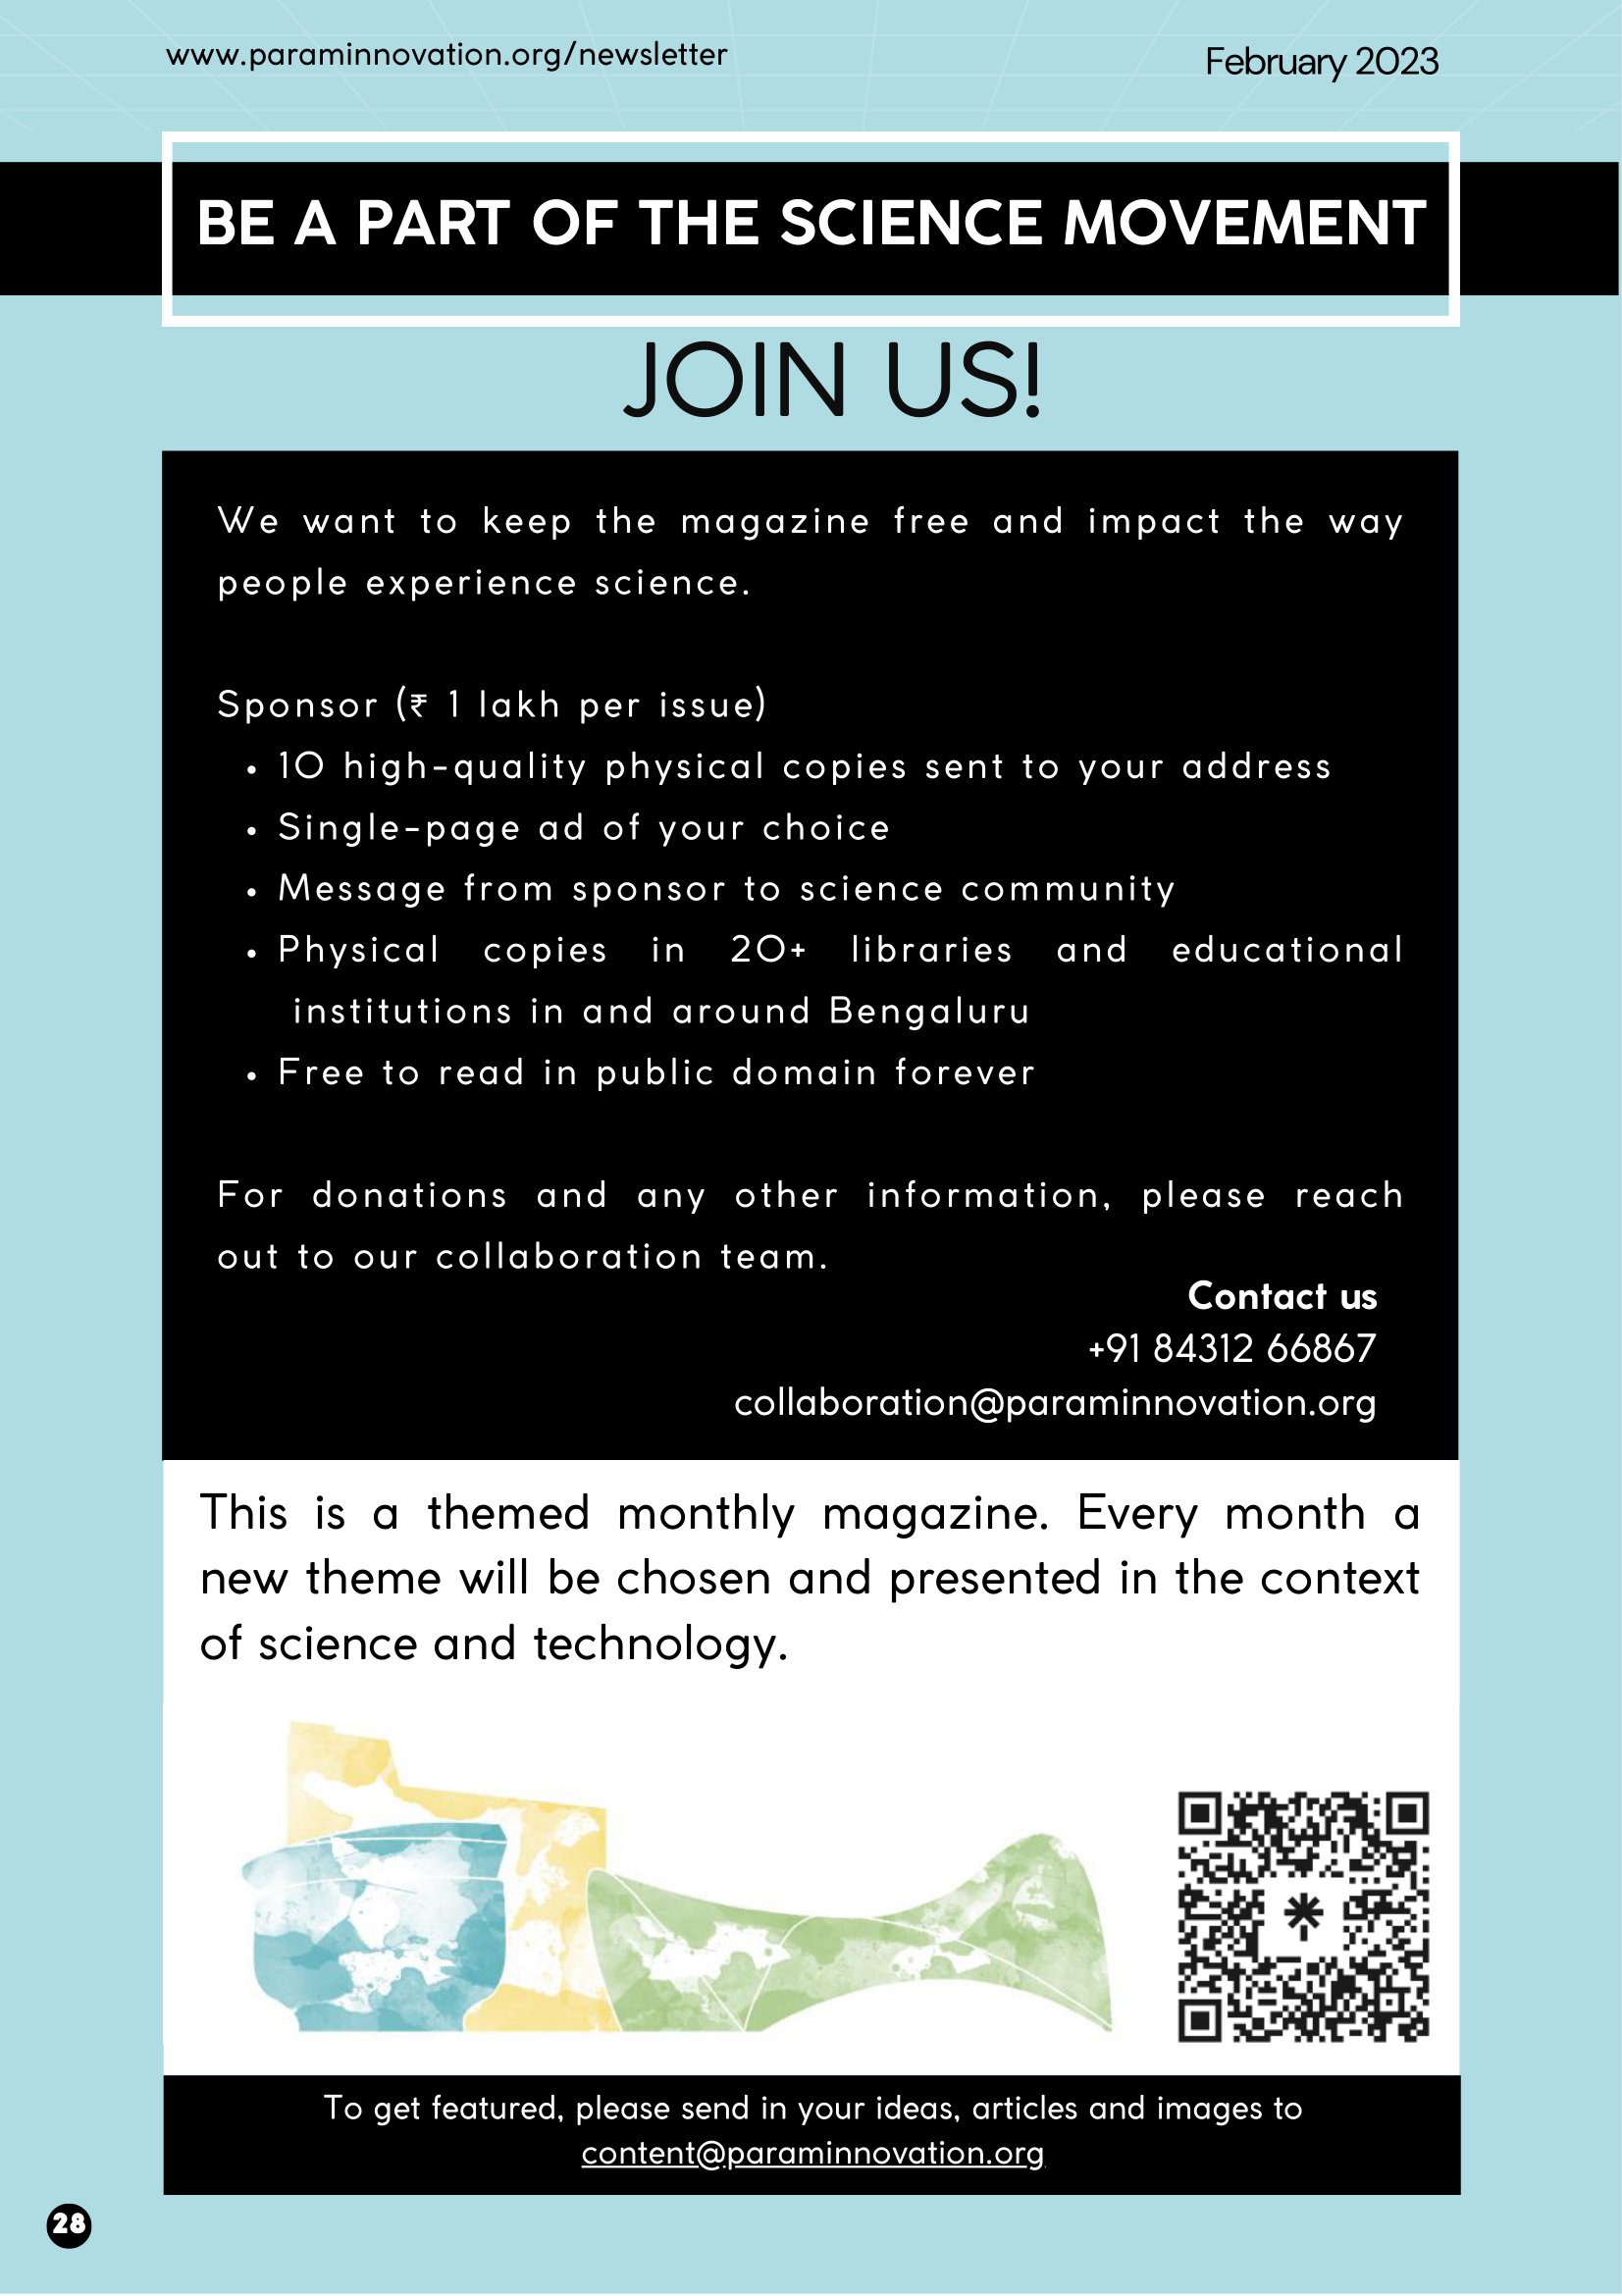 www.paraminnovation.org/newsletter
February 2023
BE A PART OF THE SCIENCE MOVEMENT
JOIN US!
We want to keep the magazine free and impact the way
people experience science.
Sponsor (₹ 1 lakh per issue)
• 10 high-quality physical copies sent to your address
• Single-page ad of your choice
• Message from sponsor to science community
• Physical copies in 20+ libraries and educational
institutions in and around Bengaluru
• Free to read in public domain forever
For donations and any other information, please reach
out to our collaboration team.
Contact us
+91 84312 66867
collaboration@paraminnovation.org
This is a themed monthly magazine. Every month a
new theme will be chosen and presented in the context
of science and technology.
To get featured, please send in your ideas, articles and images to
content@paraminnovation.org
28